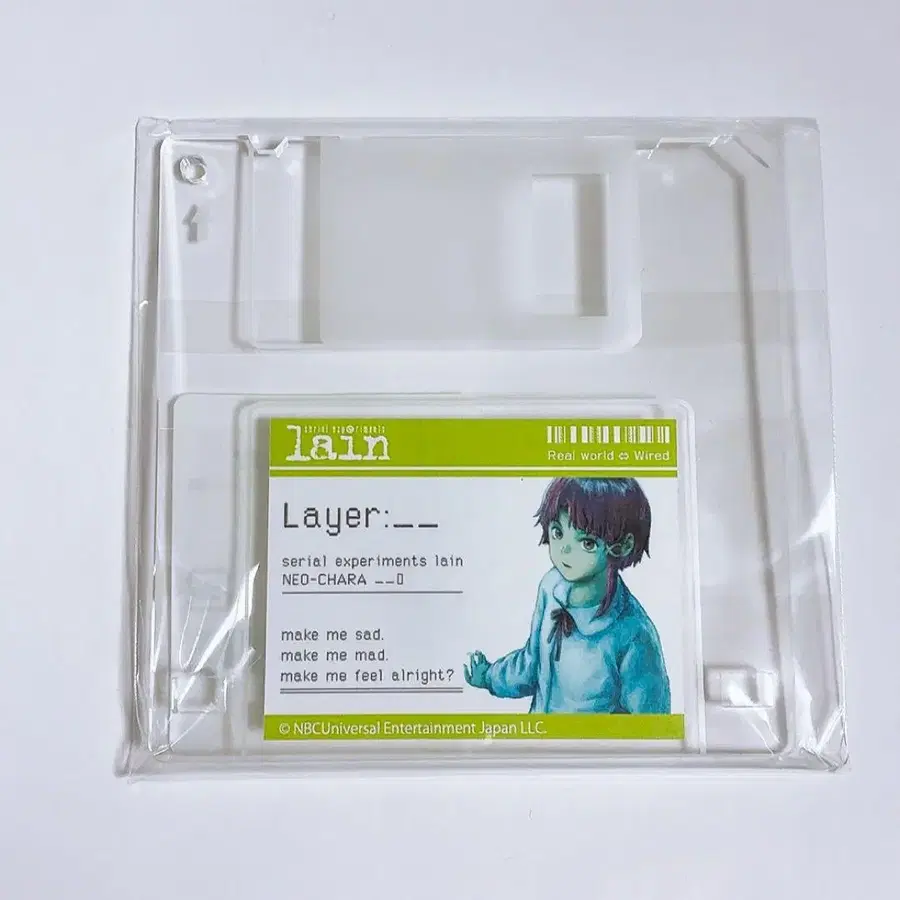 serial experiments
lain
Real world ⇔ Wired
Layer:__
serial experiments lain
NEO-CHARA __▯
make me sad.
make me mad.
make me feel alright?
© NBCUniversal Entertainment Japan LLC.